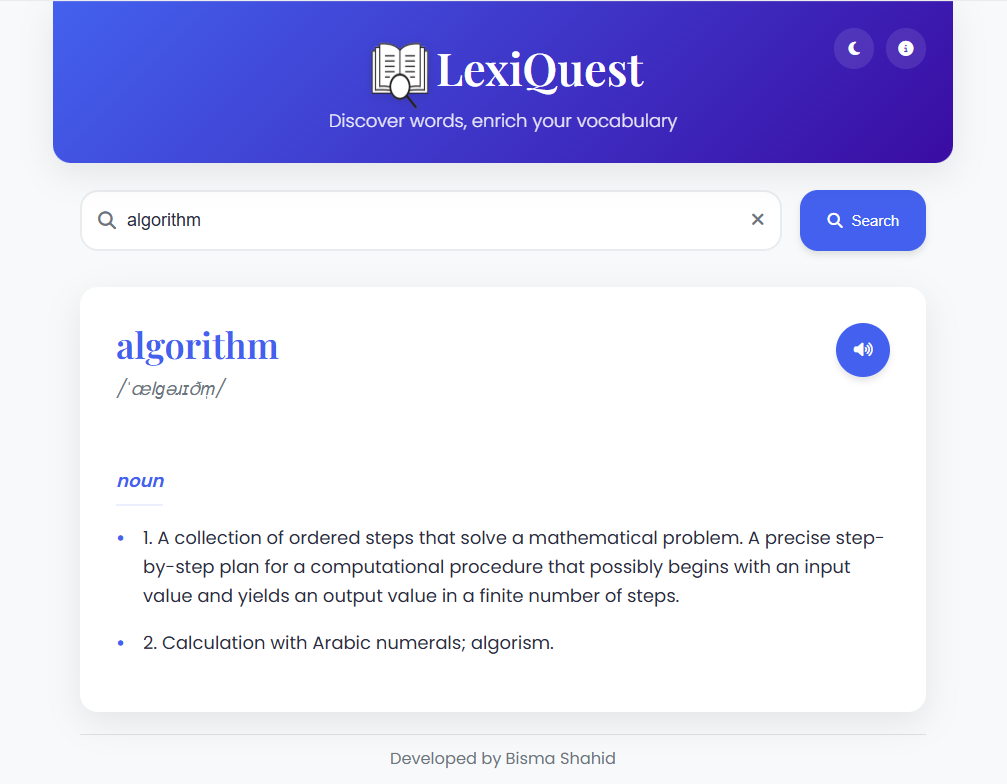 LexiQuest
Discover words, enrich your vocabulary
algorithm
Search
algorithm
/ˈælɡəɹɪðm̩/
noun
1. A collection of ordered steps that solve a mathematical problem. A precise step-
by-step plan for a computational procedure that possibly begins with an input
value and yields an output value in a finite number of steps.
2. Calculation with Arabic numerals; algorism.
Developed by Bisma Shahid